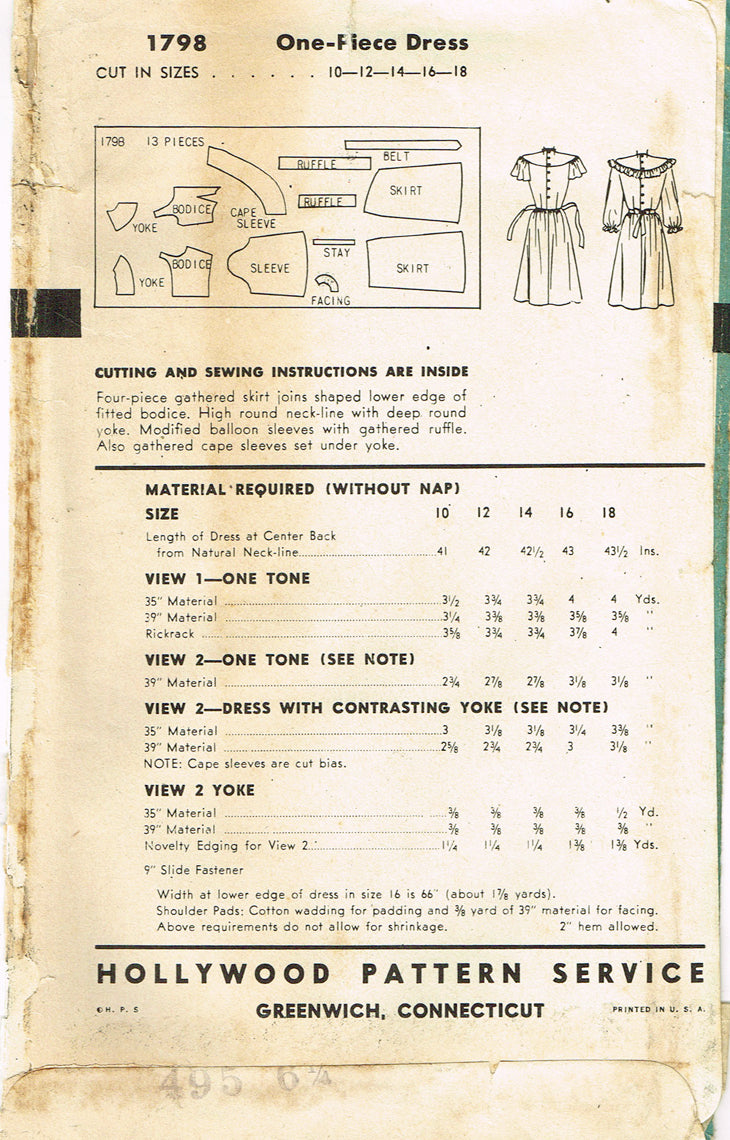 1798 One-Piece Dress
CUT IN SIZES . . . . . . 10—12—14—16—18
1798 13 PIECES
BELT
RUFFLE
SKIRT
RUFFLE
BODICE
CAPE
SLEEVE
YOKE
STAY
BODICE
SLEEVE
SKIRT
YOKE
FACING
CUTTING AND SEWING INSTRUCTIONS ARE INSIDE
Four-piece gathered skirt joins shaped lower edge of
fitted bodice. High round neck-line with deep round
yoke. Modified balloon sleeves with gathered ruffle.
Also gathered cape sleeves set under yoke.
MATERIAL REQUIRED (WITHOUT NAP)
SIZE 10 12 14 16 18
Length of Dress at Center Back
from Natural Neck-line 41 42 42½ 43 43½ Ins.
VIEW 1—ONE TONE
35" Material 3½ 3¾ 3¾ 4 4 Yds.
39" Material 3¼ 3⅜ 3⅜ 3⅝ 3⅝ "
Rickrack 3⅝ 3¾ 3¾ 3⅞ 4 "
VIEW 2—ONE TONE (SEE NOTE)
39" Material 2¾ 2⅞ 2⅞ 3⅛ 3⅛ "
VIEW 2—DRESS WITH CONTRASTING YOKE (SEE NOTE)
35" Material 3 3⅛ 3⅛ 3¼ 3⅜ "
39" Material 2⅝ 2¾ 2¾ 3 3⅛ "
NOTE: Cape sleeves are cut bias.
VIEW 2 YOKE
35" Material ⅜ ⅜ ⅜ ⅜ ½ Yd.
39" Material ⅜ ⅜ ⅜ ⅜ ⅜ "
Novelty Edging for View 2 1¼ 1¼ 1¼ 1⅜ 1⅜ Yds.
9" Slide Fastener
Width at lower edge of dress in size 16 is 66" (about 1⅞ yards).
Shoulder Pads: Cotton wadding for padding and ⅜ yard of 39" material for facing.
Above requirements do not allow for shrinkage. 2" hem allowed.
HOLLYWOOD PATTERN SERVICE
©H. P. S GREENWICH, CONNECTICUT PRINTED IN U. S. A.
495 6¼